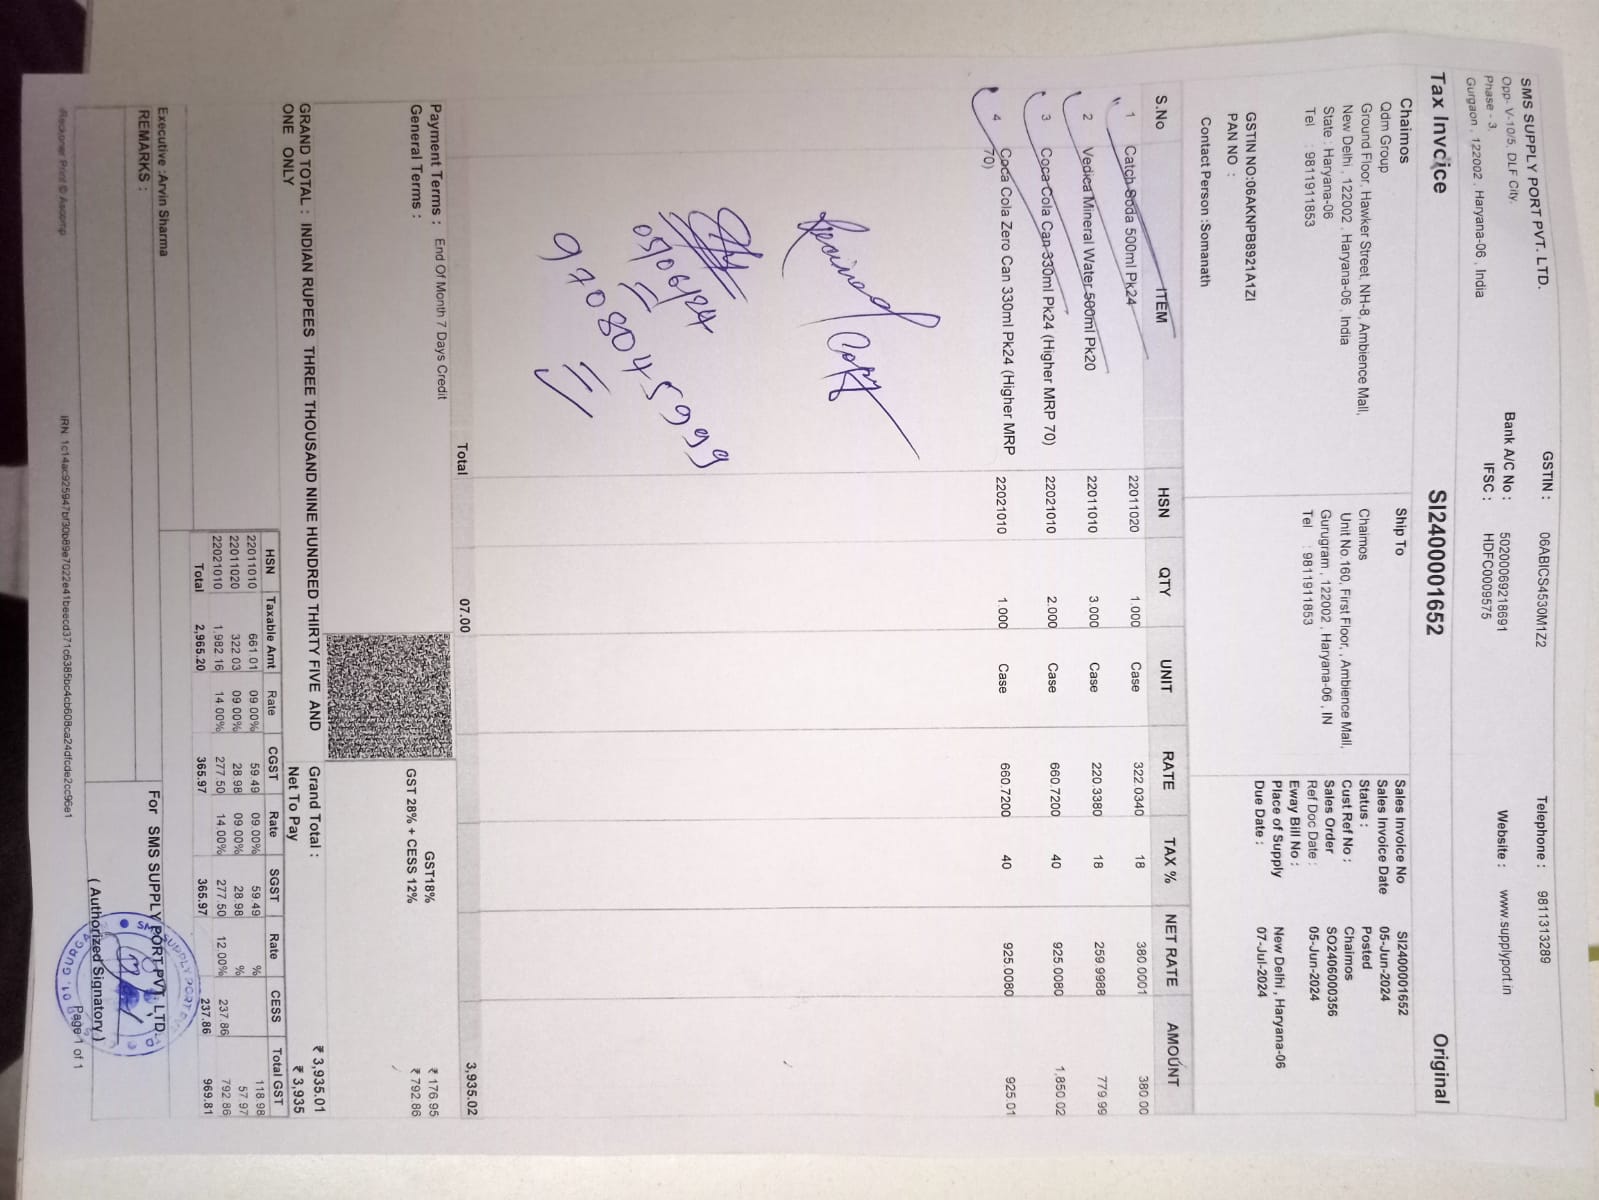 SMS SUPPLY PORT PVT. LTD.
Opp- V-10/5, DLF City,
Phase - 3,
Gurgaon , 122002 , Haryana-06 , India
GSTIN : 06ABICS4530M1Z2
Bank A/C No : 50200069218691
IFSC : HDFC0009575
Telephone : 9811313289
Website : www.supplyport.in
Tax Invoice SI2400001652 Original
Chaimos
Qdm Group
Ground Floor, Hawker Street, NH-8, Ambience Mall,
New Delhi , 122002 , Haryana-06 , India
State : Haryana-06
Tel : 9811911853
GSTIN NO:06AKNPB8921A1ZI
PAN NO :
Contact Person :Somanath
Ship To
Chaimos
Unit No.160, First Floor, , Ambience Mall,
Gurugram , 122002 , Haryana-06 , IN
Tel : 9811911853
Sales Invoice No SI2400001652
Sales Invoice Date 05-Jun-2024
Status : Posted
Cust Ref No : Chaimos
Sales Order SO2406000356
Ref Doc Date : 05-Jun-2024
Eway Bill No :
Place of Supply New Delhi , Haryana-06
Due Date : 07-Jul-2024
S.No ITEM HSN QTY UNIT RATE TAX % NET RATE AMOUNT
1 Catch Soda 500ml Pk24 22011020 1.000 Case 322.0340 18 380.0001 380.00
2 Vedica Mineral Water 500ml Pk20 22011010 3.000 Case 220.3380 18 259.9988 779.99
3 Coca Cola Can 330ml Pk24 (Higher MRP 70) 22021010 2.000 Case 660.7200 40 925.0080 1,850.02
4 Coca Cola Zero Can 330ml Pk24 (Higher MRP 22021010 1.000 Case 660.7200 40 925.0080 925.01
70)
05/06/24
9708045999
Total 07.00 3,935.02
Payment Terms : End Of Month 7 Days Credit
General Terms :
GST18% ₹ 176.95
GST 28% + CESS 12% ₹ 792.86
GRAND TOTAL : INDIAN RUPEES THREE THOUSAND NINE HUNDRED THIRTY FIVE AND
ONE ONLY
Grand Total : ₹ 3,935.01
Net To Pay ₹ 3,935
HSN Taxable Amt Rate CGST Rate SGST Rate CESS Total GST
22011010 661.01 09.00% 59.49 09.00% 59.49 % 118.98
22011020 322.03 09.00% 28.98 09.00% 28.98 % 57.97
22021010 1,982.16 14.00% 277.50 14.00% 277.50 12.00% 237.86 792.86
Total 2,965.20 365.97 365.97 237.86 969.81
Executive :Arvin Sharma
REMARKS :
For SMS SUPPLY PORT PVT. LTD.
( Authorized Signatory )
Reckoner Print © Ascomp
Page 1 of 1